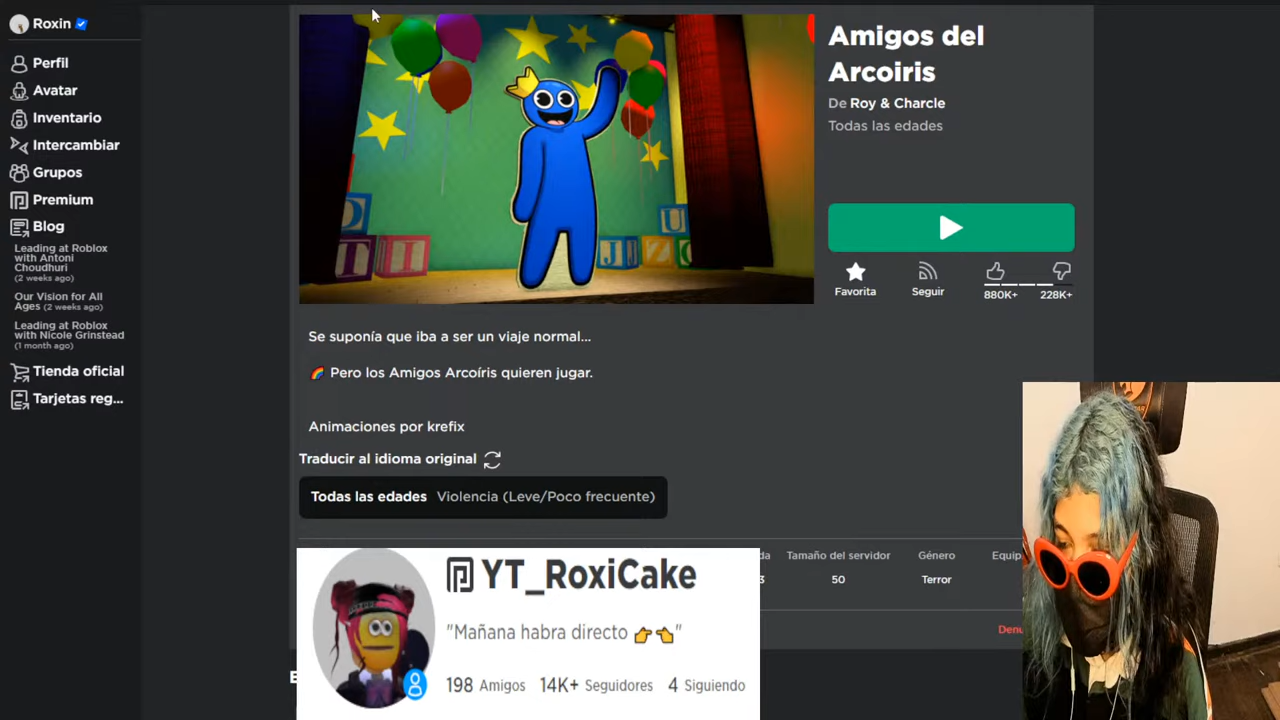 Roxin
Perfil
Avatar
Inventario
Intercambiar
Grupos
Premium
Blog
Leading at Roblox
with Antoni
Choudhuri
(2 weeks ago)
Our Vision for All
Ages (2 weeks ago)
Leading at Roblox
with Nicole Grinstead
(1 month ago)
Tienda oficial
Tarjetas reg...
Amigos del
Arcoiris
De Roy & Charcle
Todas las edades
Favorita
Seguir
880K+
228K+
Se suponía que iba a ser un viaje normal...
🌈 Pero los Amigos Arcoíris quieren jugar.
Animaciones por krefix
Traducir al idioma original
Todas las edades Violencia (Leve/Poco frecuente)
Tamaño del servidor
50
Género
Terror
YT_RoxiCake
"Mañana habra directo 👉👈"
198 Amigos 14K+ Seguidores 4 Siguiendo